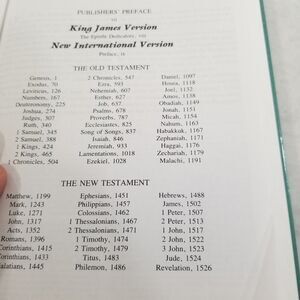 PUBLISHERS' PREFACE
vi
King James Version
The Epistle Dedicatory, viii
New International Version
Preface, ix
THE OLD TESTAMENT
Genesis, 1 2 Chronicles, 547 Daniel, 1097
Exodus, 70 Ezra, 593 Hosea, 1118
Leviticus, 126 Nehemiah, 608 Joel, 1132
Numbers, 167 Esther, 627 Amos, 1138
Deuteronomy, 225 Job, 637 Obadiah, 1149
Joshua, 274 Psalms, 678 Jonah, 1151
Judges, 307 Proverbs, 787 Micah, 1154
Ruth, 340 Ecclesiastes, 825 Nahum, 1163
1 Samuel, 345 Song of Songs, 837 Habakkuk, 1167
2 Samuel, 388 Isaiah, 846 Zephaniah, 1171
1 Kings, 424 Jeremiah, 933 Haggai, 1176
2 Kings, 465 Lamentations, 1018 Zechariah, 1179
1 Chronicles, 504 Ezekiel, 1028 Malachi, 1191
THE NEW TESTAMENT
Matthew, 1199 Ephesians, 1451 Hebrews, 1488
Mark, 1243 Philippians, 1457 James, 1502
Luke, 1271 Colossians, 1462 1 Peter, 1507
John, 1317 1 Thessalonians, 1467 2 Peter, 1513
Acts, 1352 2 Thessalonians, 1471 1 John, 1517
Romans, 1396 1 Timothy, 1474 2 John, 1522
Corinthians, 1415 2 Timothy, 1479 3 John, 1523
Corinthians, 1433 Titus, 1483 Jude, 1524
alatians, 1445 Philemon, 1486 Revelation, 1526